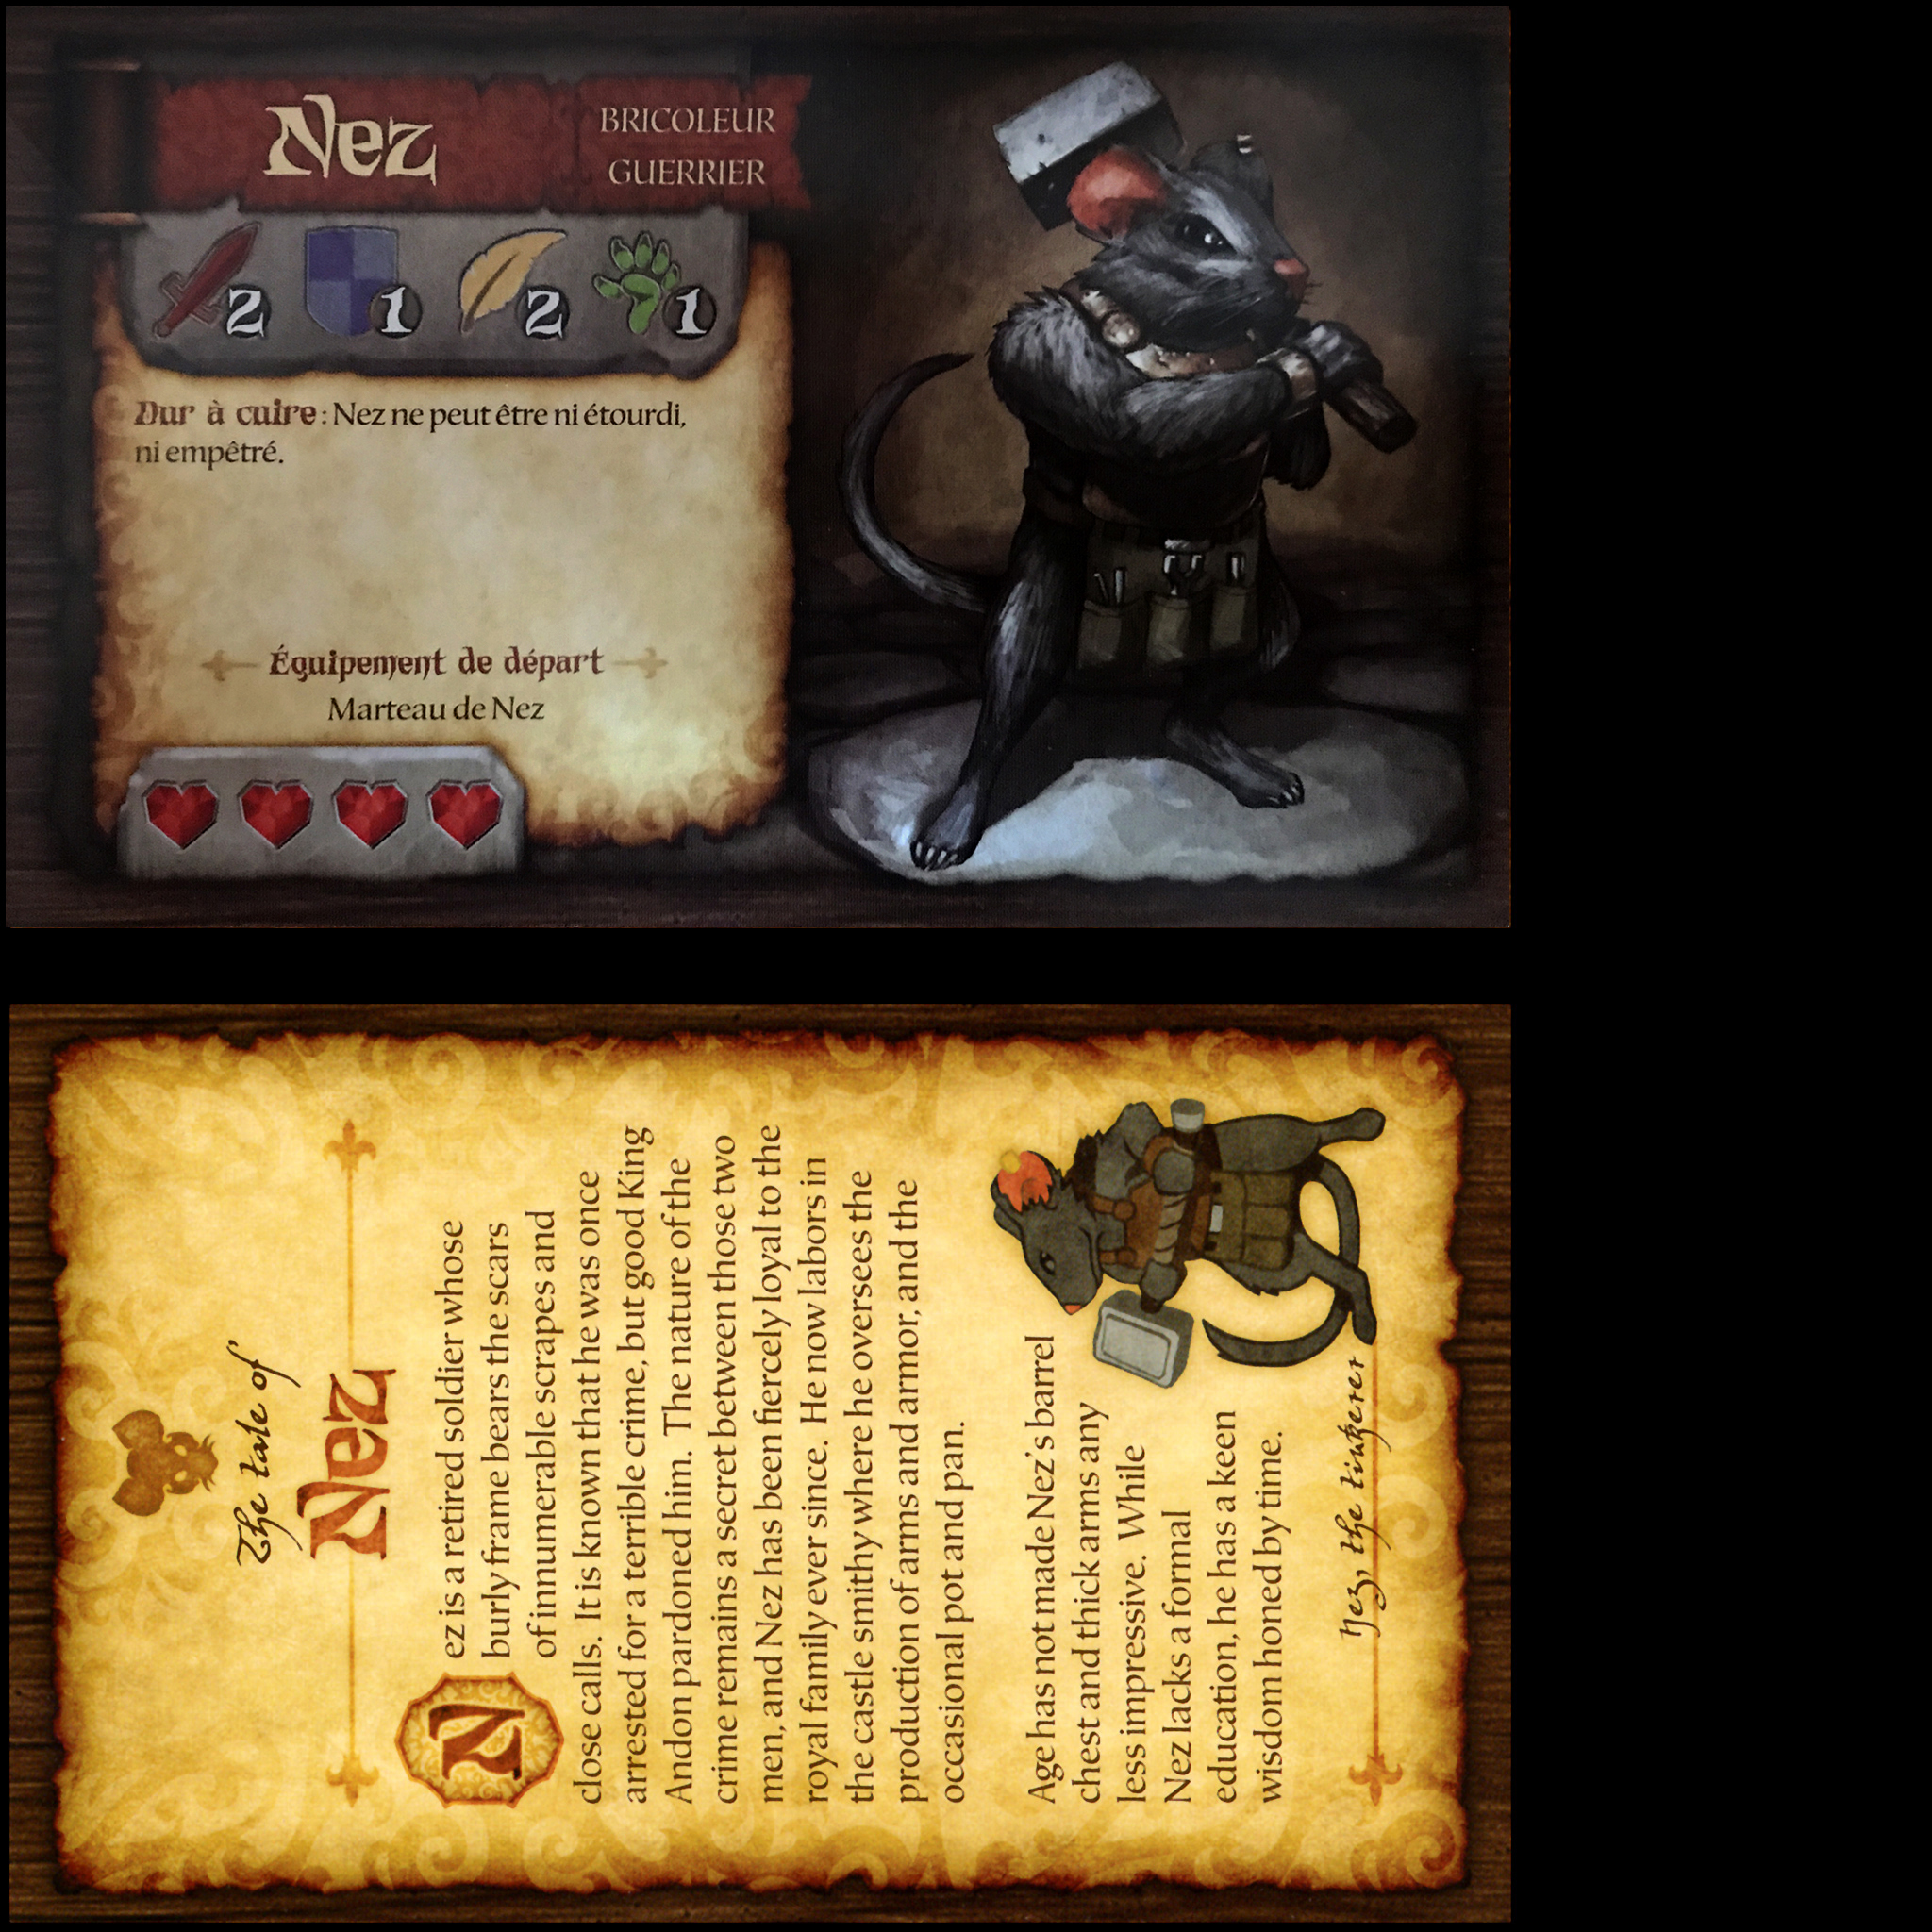 Nez
BRICOLEUR
GUERRIER
2 1 2 1
Dur à cuire : Nez ne peut être ni étourdi,
ni empêtré.
Équipement de départ
Marteau de Nez
The tale of
Nez
Nez is a retired soldier whose
burly frame bears the scars
of innumerable scrapes and
close calls. It is known that he was once
arrested for a terrible crime, but good King
Andon pardoned him. The nature of the
crime remains a secret between those two
men, and Nez has been fiercely loyal to the
royal family ever since. He now labors in
the castle smithy where he oversees the
production of arms and armor, and the
occasional pot and pan.
Age has not made Nez's barrel
chest and thick arms any
less impressive. While
Nez lacks a formal
education, he has a keen
wisdom honed by time.
Nez, the tinkerer